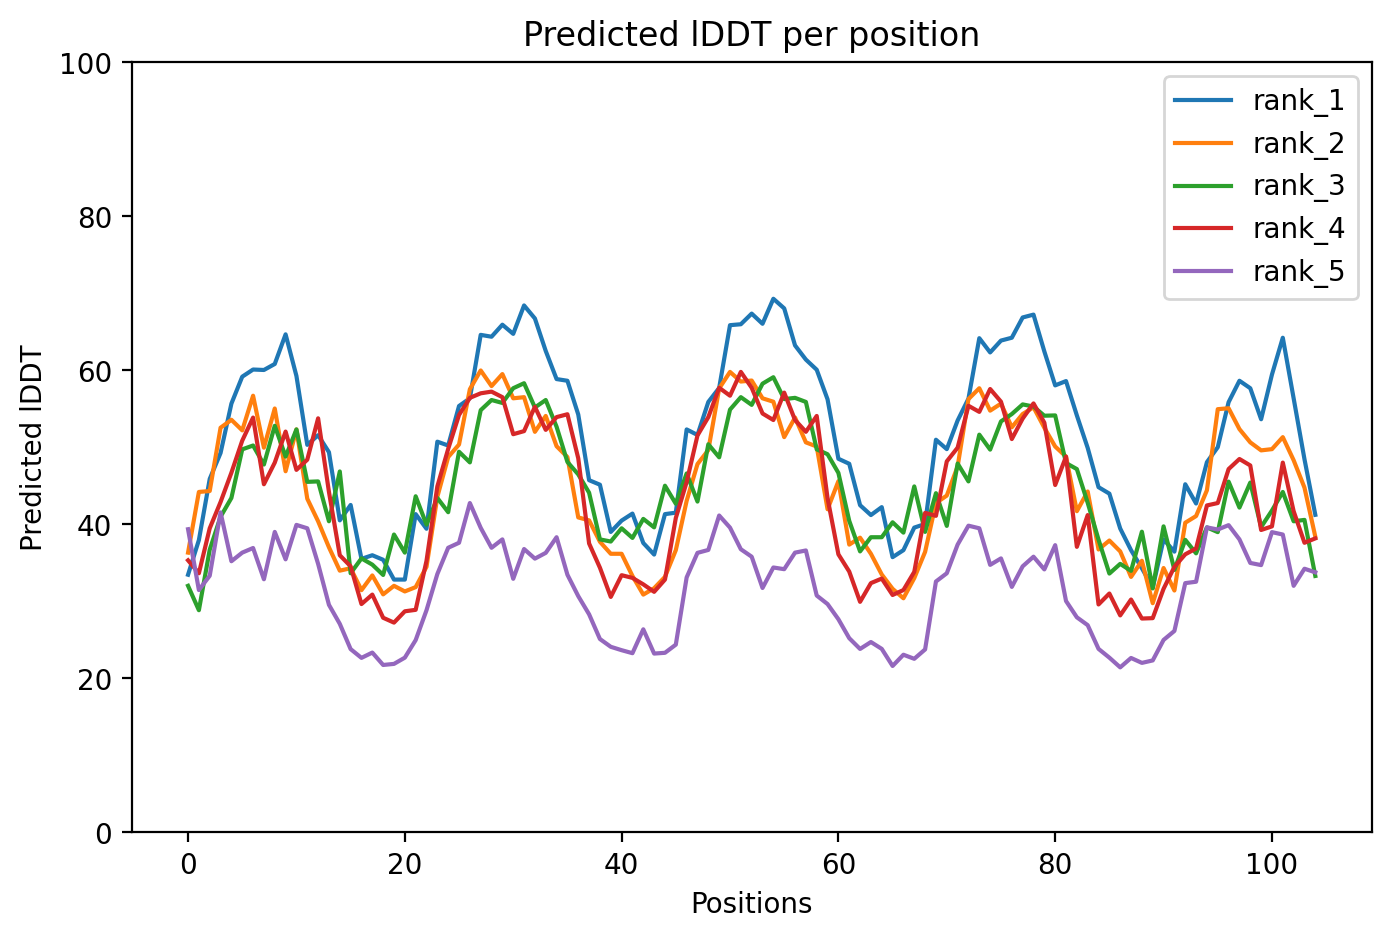 Predicted lDDT per position
100
80
60
40
20
0
Predicted lDDT
rank_1
rank_2
rank_3
rank_4
rank_5
0 20 40 60 80 100
Positions